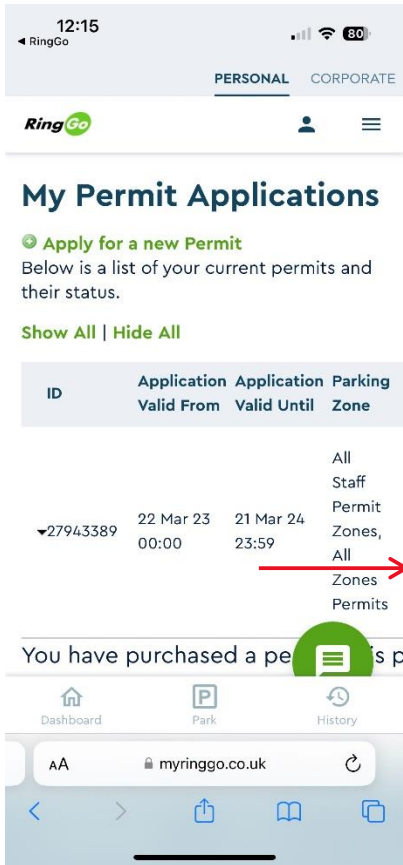 12:15
80
◀ RingGo
PERSONAL CORPORATE
RingGo
My Permit Applications
Apply for a new Permit
Below is a list of your current permits and
their status.
Show All | Hide All
ID
Application Valid From
Application Valid Until
Parking Zone
27943389
22 Mar 23
00:00
21 Mar 24
23:59
All
Staff
Permit
Zones,
All
Zones
Permits
You have purchased a pe is p
Dashboard
P
Park
History
AA
myringgo.co.uk